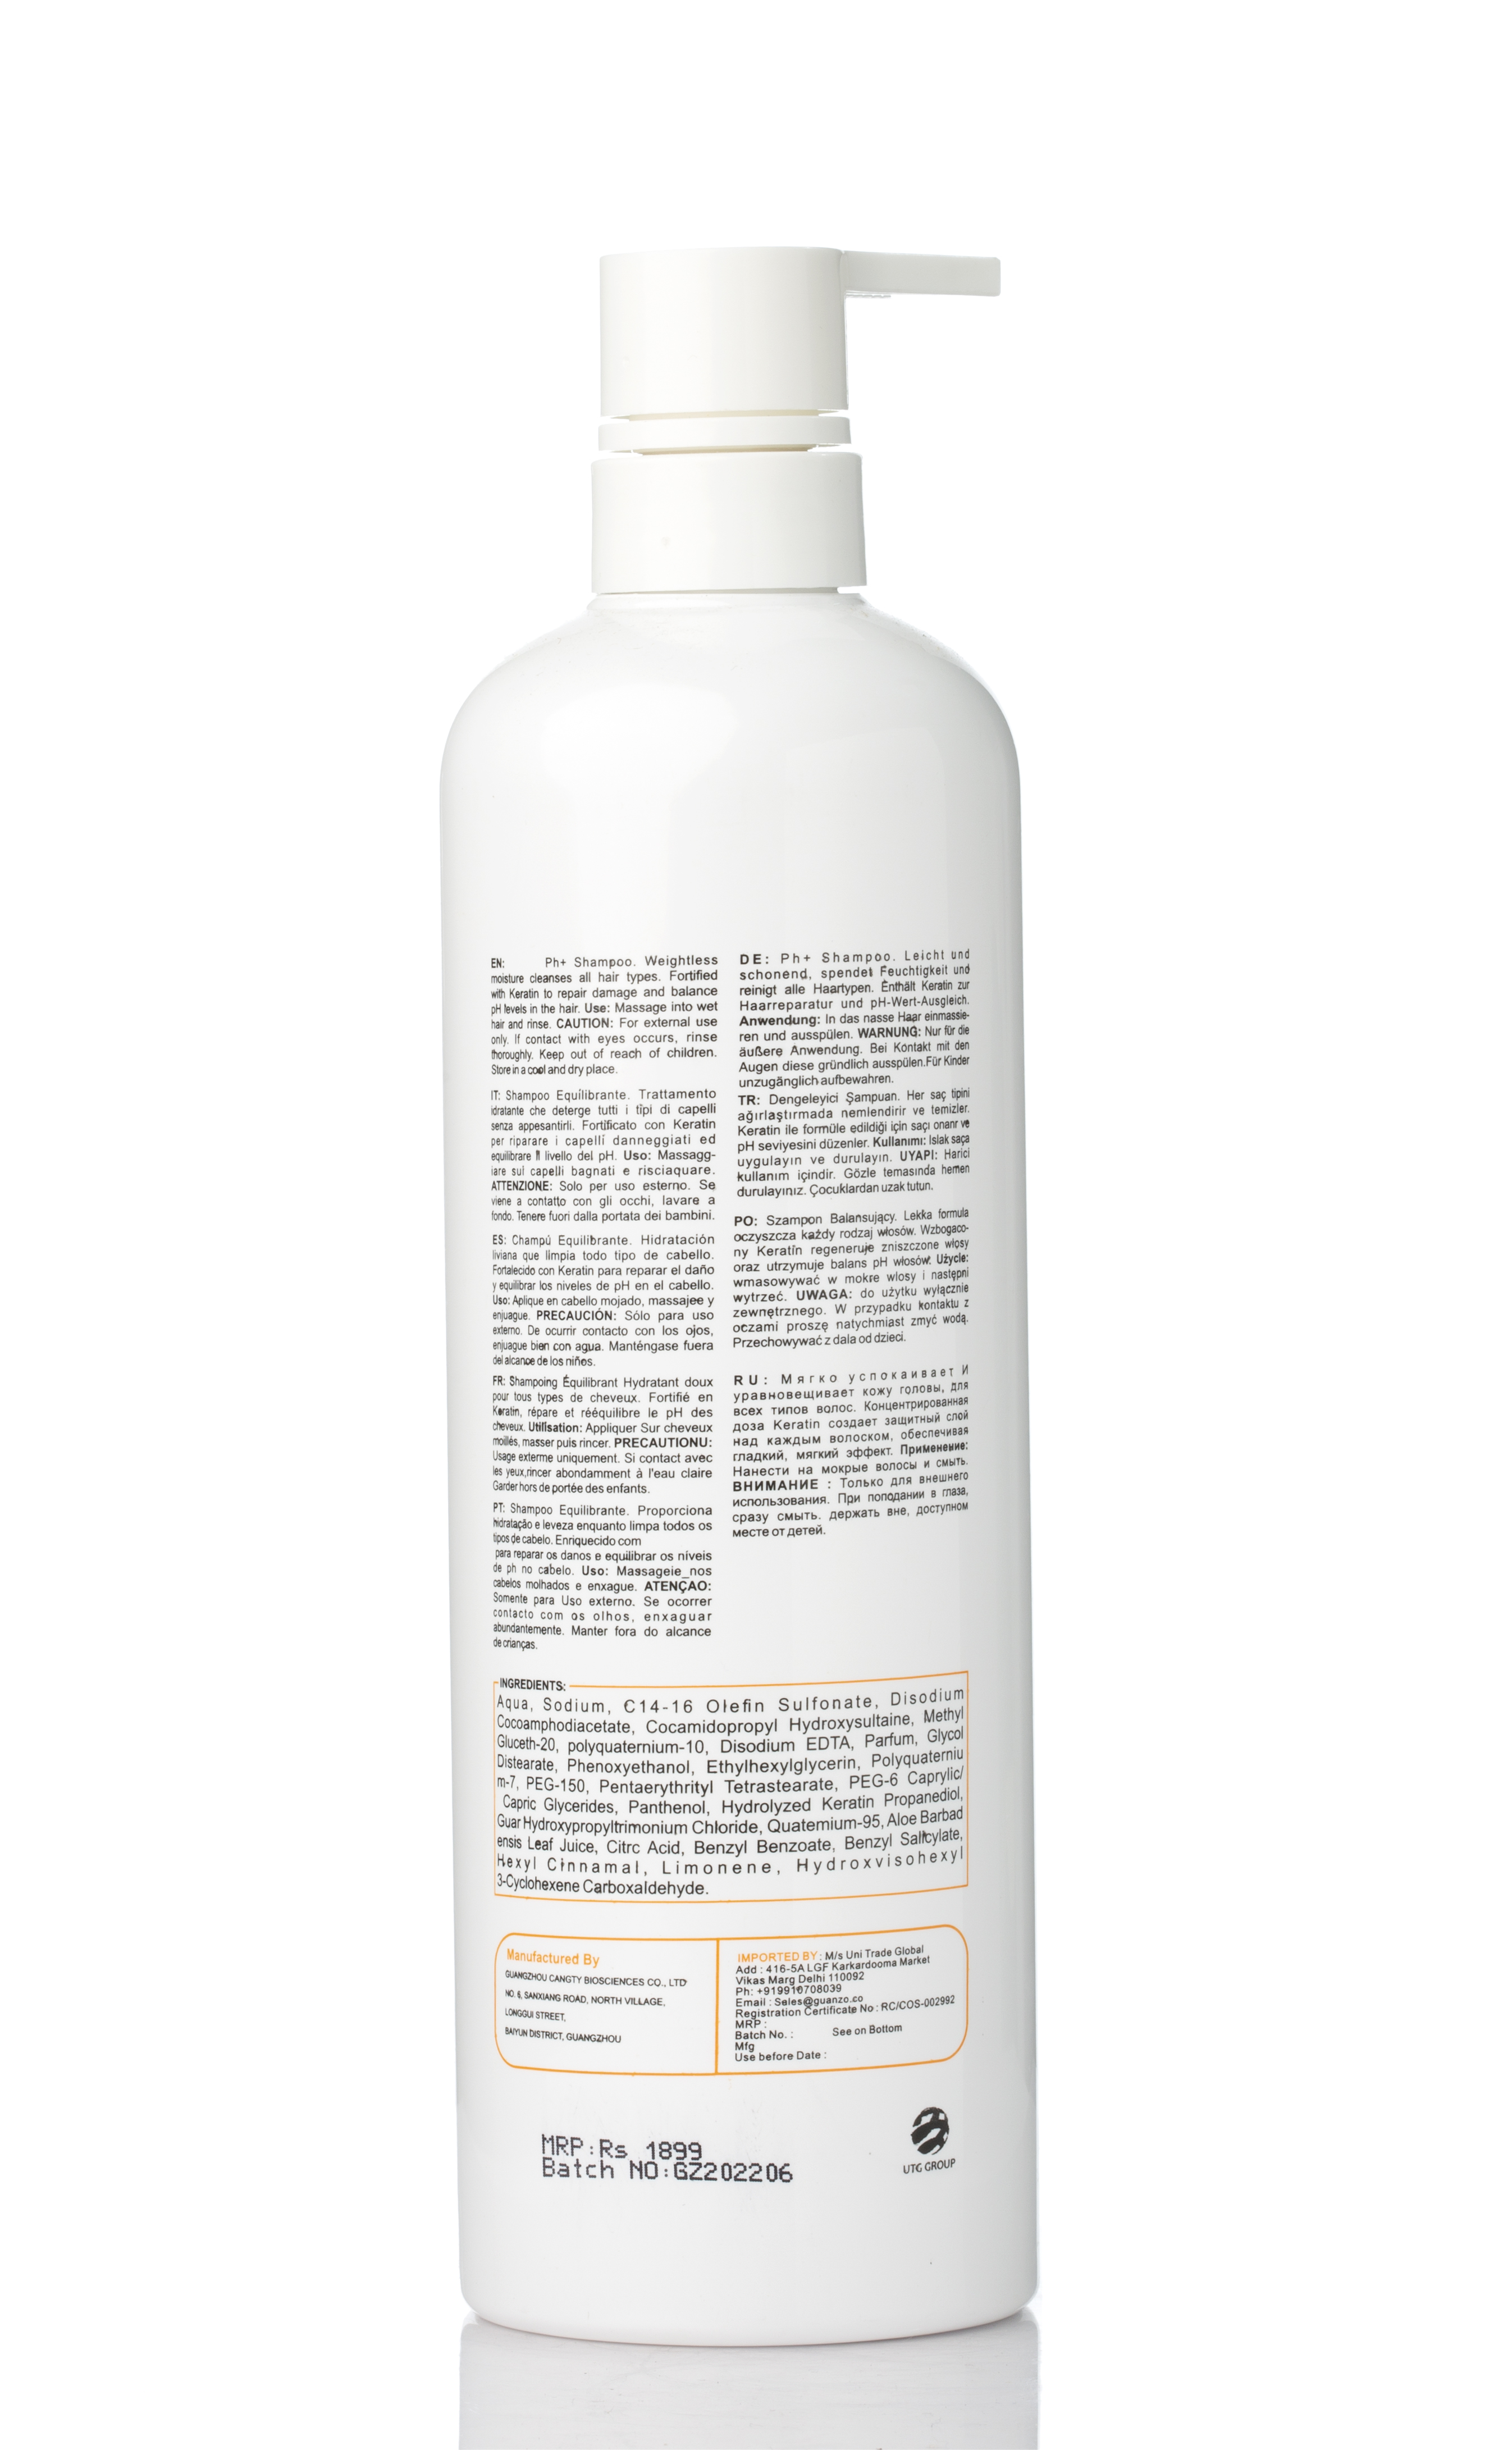 EN: Ph+ Shampoo. Weightless
moisture cleanses all hair types. Fortified
with Keratin to repair damage and balance
pH levels in the hair. Use: Massage into wet
hair and rinse. CAUTION: For external use
only. If contact with eyes occurs, rinse
thoroughly. Keep out of reach of children.
Store in a cool and dry place.
IT: Shampoo Equilibrante. Trattamento
idratante che deterge tutti i tipi di capelli
senza appesantirli. Fortificato con Keratin
per riparare i capelli danneggiati ed
equilibrare Il livello del pH. Uso: Massagg-
iare sui capelli bagnati e risciaquare.
ATTENZIONE: Solo per uso esterno. Se
viene a contatto con gli occhi, lavare a
fondo. Tenere fuori dalla portata dei bambini.
ES: Champú Equilibrante. Hidratación
liviana que limpia todo tipo de cabello.
Fortalecido con Keratin para reparar el daño
y equilibrar los niveles de pH en el cabello.
Uso: Aplique en cabello mojado, massajee y
enjuague. PRECAUCIÓN: Sólo para uso
externo. De ocurrir contacto con los ojos,
enjuague bien con agua. Manténgase fuera
del alcance de los niños.
FR: Shampoing Équilibrant Hydratant doux
pour tous types de cheveux. Fortifié en
Keratin, répare et rééquilibre le pH des
cheveux. Utilisation: Appliquer Sur cheveux
moillés, masser puis rincer. PRECAUTIONU:
Usage exterme uniquement. Si contact avec
les yeux,rincer abondamment á l'eau claire
Garder hors de portée des enfants.
PT: Shampoo Equilibrante. Proporciona
hidratação e leveza enquanto limpa todos os
tipos de cabelo. Enriquecido com
para reparar os danos e equilibrar os níveis
de ph no cabelo. Uso: Massageie_nos
cabelos molhados e enxague. ATENÇAO:
Somente para Uso externo. Se ocorrer
contacto com os olhos, enxaguar
abundantemente. Manter fora do alcance
de crianças.
DE: Ph+ Shampoo. Leicht und
schonend, spendet Feuchtigkeit und
reinigt alle Haartypen. Ènthält Keratin zur
Haarreparatur und pH-Wert-Ausgleich.
Anwendung: In das nasse Haar einmassie-
ren und ausspülen. WARNUNG: Nur für die
äußere Anwendung. Bei Kontakt mit den
Augen diese gründlich ausspülen.Für Kinder
unzugänglich aufbewahren.
TR: Dengeleyici Şampuan. Her saç tipini
ağırlaştırmada nemlendirir ve temizler.
Keratin ile formüle edildiği için saçı onarır ve
pH seviyesini düzenler. Kullanımı: Islak saça
uygulayın ve durulayın. UYAPI: Harici
kullanım içindir. Gözle temasında hemen
durulayınız. Çocuklardan uzak tutun.
PO: Szampon Balansujący. Lekka formula
oczyszcza każdy rodzaj włosów. Wzbogaco-
ny Keratin regeneruje zniszczone włosy
oraz utrzymuje balans pH włosów. Użycie:
wmasowywać w mokre wlosy i następni
wytrzeć. UWAGA: do użytku wyłącznie
zewnętrznego. W przypadku kontaktu z
oczami proszę natychmiast zmyć wodą.
Przechowywać z dala od dzieci.
RU: Мягко успокаивает И
уравновещивает кожу головы, для
всех типов волос. Концентрированная
доза Keratin создает защитный слой
над каждым волоском, обеспечивая
гладкий, мягкий эффект. Применение:
Нанести на мокрые волосы и смыть.
ВНИМАНИЕ : Только для внешнего
использования. При поподании в глаза,
сразу смыть. держать вне, доступном
месте от детей.
INGREDIENTS:
Aqua, Sodium, C14-16 Olefin Sulfonate, Disodium
Cocoamphodiacetate, Cocamidopropyl Hydroxysultaine, Methyl
Gluceth-20, polyquaternium-10, Disodium EDTA, Parfum, Glycol
Distearate, Phenoxyethanol, Ethylhexylglycerin, Polyquaterniu
m-7, PEG-150, Pentaerythrityl Tetrastearate, PEG-6 Caprylic/
Capric Glycerides, Panthenol, Hydrolyzed Keratin Propanediol,
Guar Hydroxypropyltrimonium Chloride, Quatemium-95, Aloe Barbad
ensis Leaf Juice, Citrc Acid, Benzyl Benzoate, Benzyl Salicylate,
Hexyl Cinnamal, Limonene, Hydroxvisohexyl
3-Cyclohexene Carboxaldehyde.
Manufactured By
GUANGZHOU CANGTY BIOSCIENCES CO., LTD
NO. 6, SANXIANG ROAD, NORTH VILLAGE,
LONGGUI STREET,
BAIYUN DISTRICT, GUANGZHOU
IMPORTED BY : M/s Uni Trade Global
Add : 416-5A LGF Karkardooma Market
Vikas Marg Delhi 110092
Ph: +919910708039
Email : Sales@guanzo.co
Registration Certificate No : RC/COS-002992
MRP :
Batch No. : See on Bottom
Mfg
Use before Date :
MRP:Rs 1899
Batch NO:GZ202206
UTG GROUP